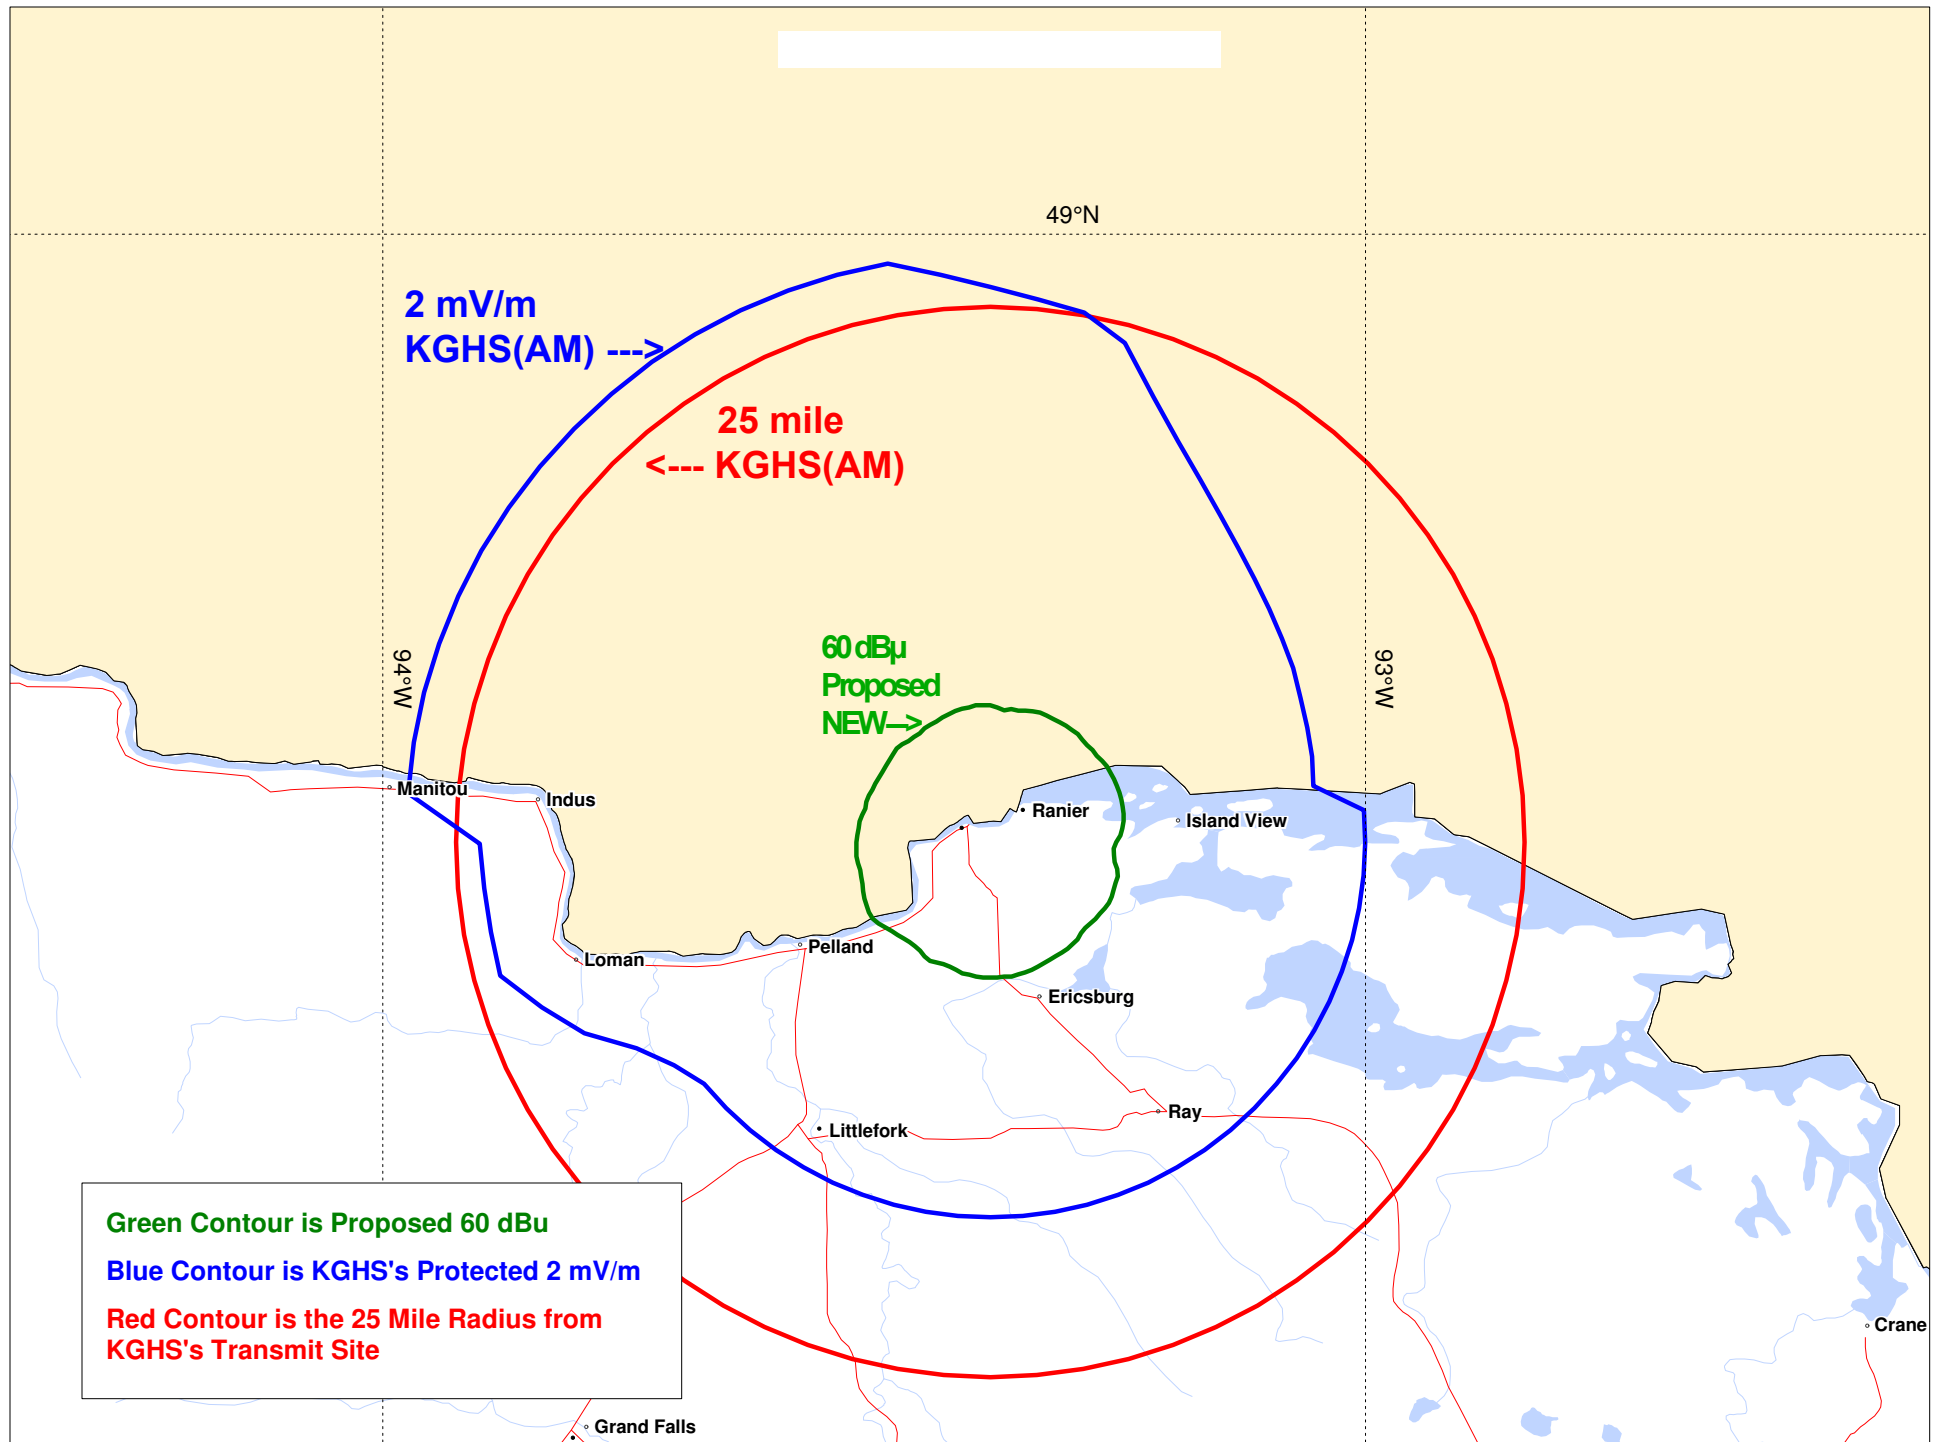 49°N
2 mV/m
KGHS(AM) --->
25 mile
<--- KGHS(AM)
60 dBµ
Proposed
NEW-->
94°W
93°W
Manitou
Indus
Ranier
Island View
Loman
Pelland
Ericsburg
Ray
Littlefork
Green Contour is Proposed 60 dBu
Blue Contour is KGHS's Protected 2 mV/m
Red Contour is the 25 Mile Radius from
KGHS's Transmit Site
Crane
Grand Falls